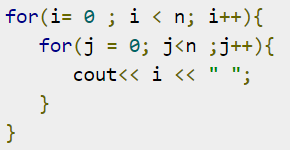 for(i= 0 ; i < n; i++){
for(j = 0; j<n ;j++){
cout<< i << " ";
}
}